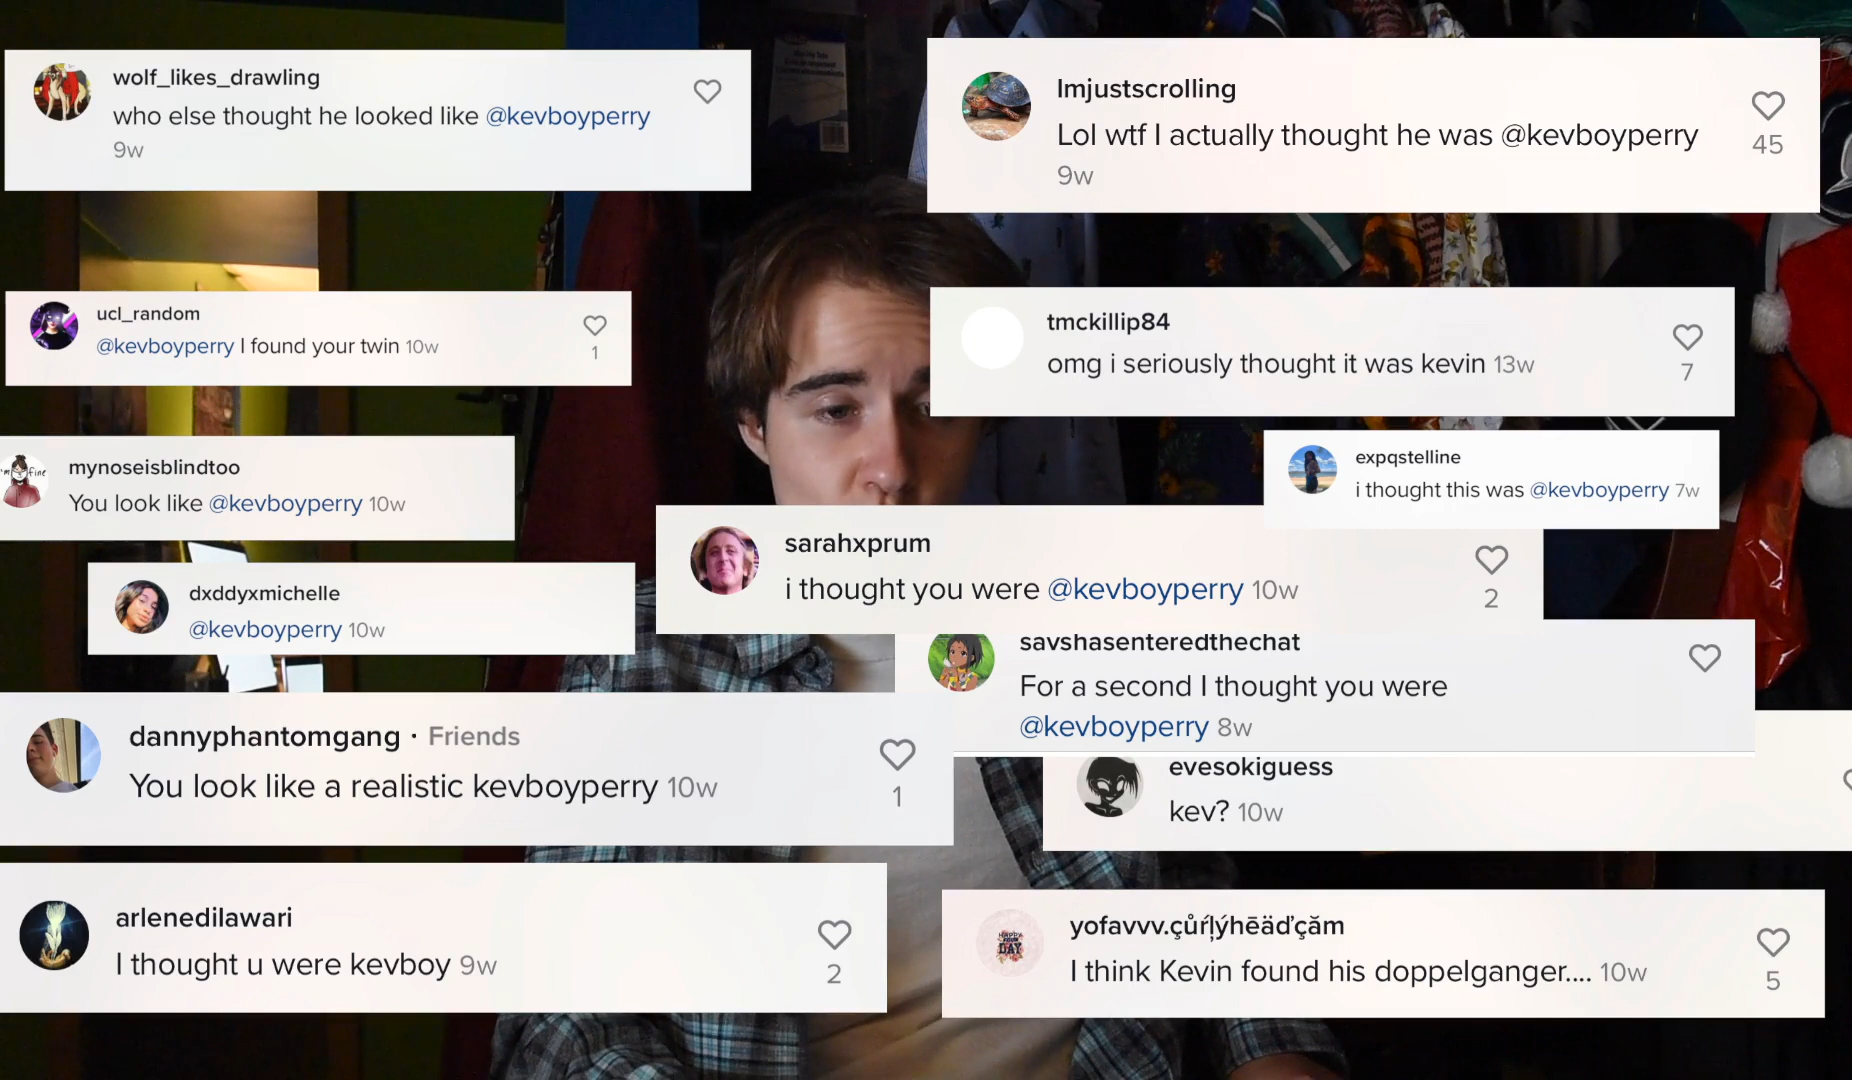 wolf_likes_drawling
who else thought he looked like @kevboyperry
9w
Imjustscrolling
Lol wtf I actually thought he was @kevboyperry
45
9w
ucl_random
@kevboyperry I found your twin 10w
1
tmckillip84
omg i seriously thought it was kevin 13w
7
mynoseisblindtoo
You look like @kevboyperry 10w
expqstelline
i thought this was @kevboyperry 7w
sarahxprum
i thought you were @kevboyperry 10w
2
dxddyxmichelle
@kevboyperry 10w
savshasenteredthechat
For a second I thought you were
@kevboyperry 8w
dannyphantomgang · Friends
You look like a realistic kevboyperry 10w
1
evesokiguess
kev? 10w
arlenedilawari
I thought u were kevboy 9w
2
yofavvv.çůŕļýhēäďçăm
I think Kevin found his doppelganger.... 10w
5
fine
HAPPY
DAY